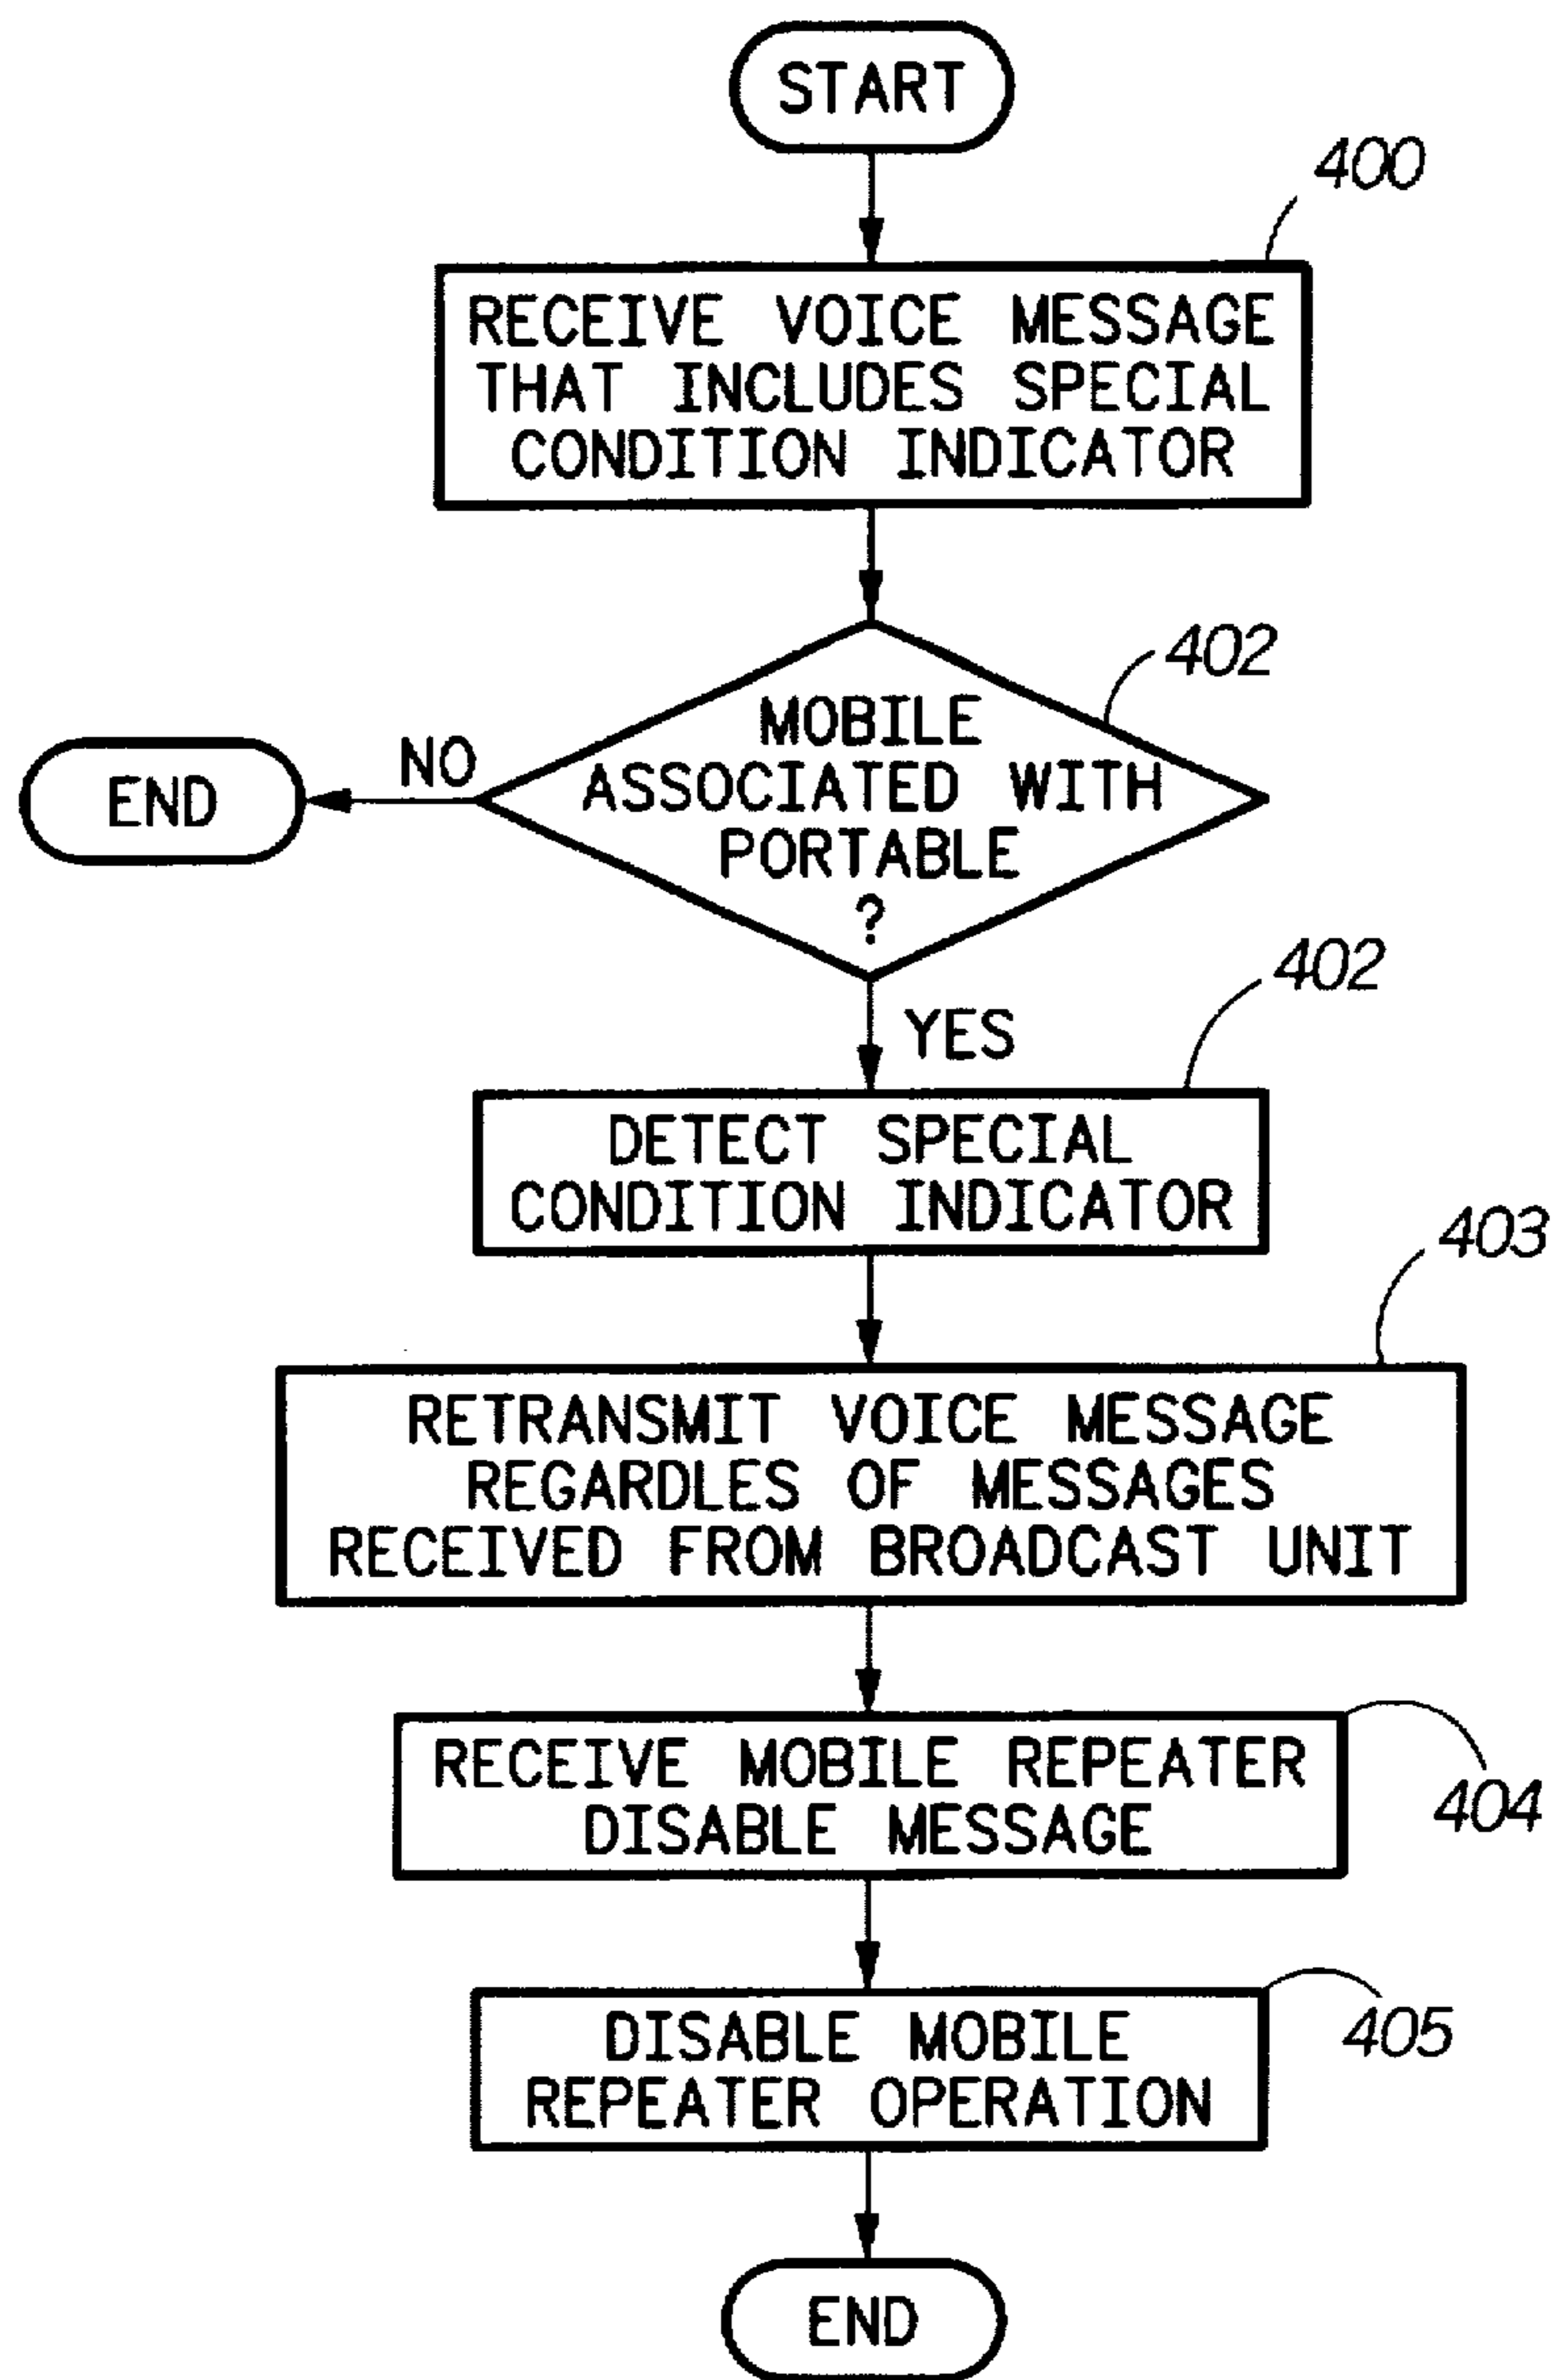 START
400
RECEIVE VOICE MESSAGE
THAT INCLUDES SPECIAL
CONDITION INDICATOR
402
MOBILE
ASSOCIATED WITH
PORTABLE
?
NO
END
YES
402
DETECT SPECIAL
CONDITION INDICATOR
403
RETRANSMIT VOICE MESSAGE
REGARDLES OF MESSAGES
RECEIVED FROM BROADCAST UNIT
404
RECEIVE MOBILE REPEATER
DISABLE MESSAGE
405
DISABLE MOBILE
REPEATER OPERATION
END